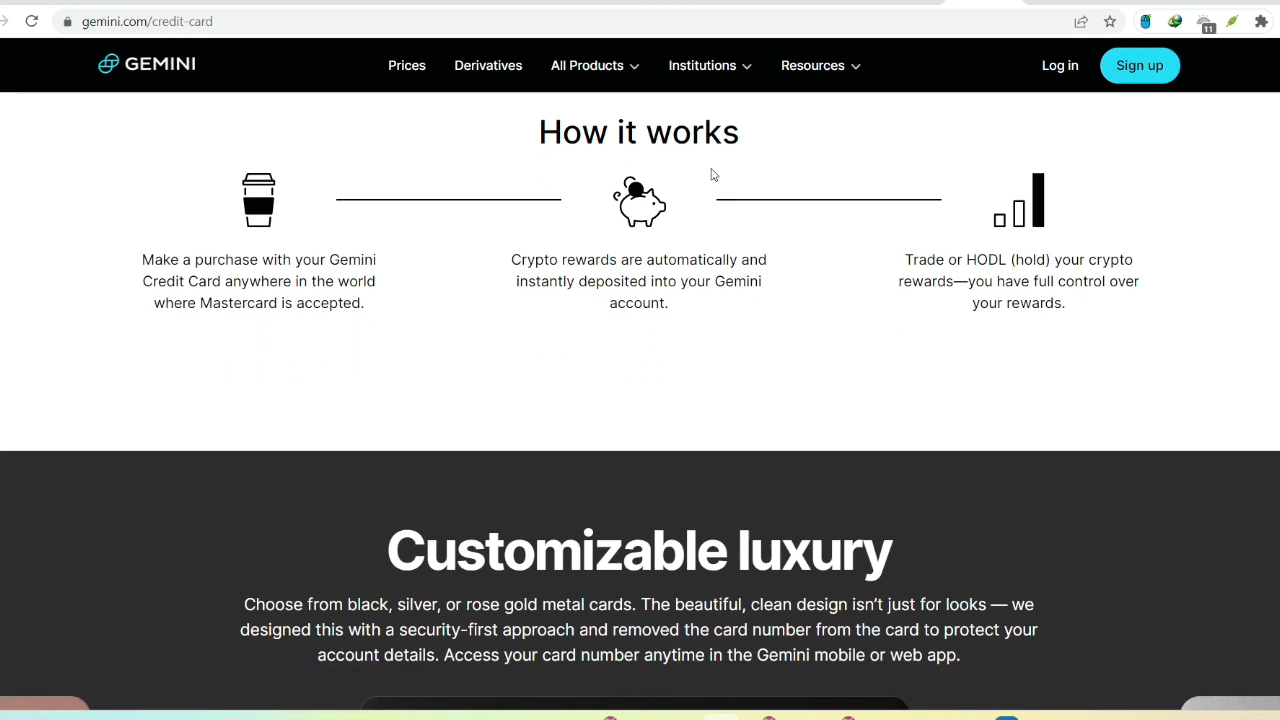 gemini.com/credit-card
11
GEMINI
Prices
Derivatives
All Products
Institutions
Resources
Log in
Sign up
How it works
Make a purchase with your Gemini
Credit Card anywhere in the world
where Mastercard is accepted.
Crypto rewards are automatically and
instantly deposited into your Gemini
account.
Trade or HODL (hold) your crypto
rewards—you have full control over
your rewards.
Customizable luxury
Choose from black, silver, or rose gold metal cards. The beautiful, clean design isn’t just for looks — we
designed this with a security-first approach and removed the card number from the card to protect your
account details. Access your card number anytime in the Gemini mobile or web app.